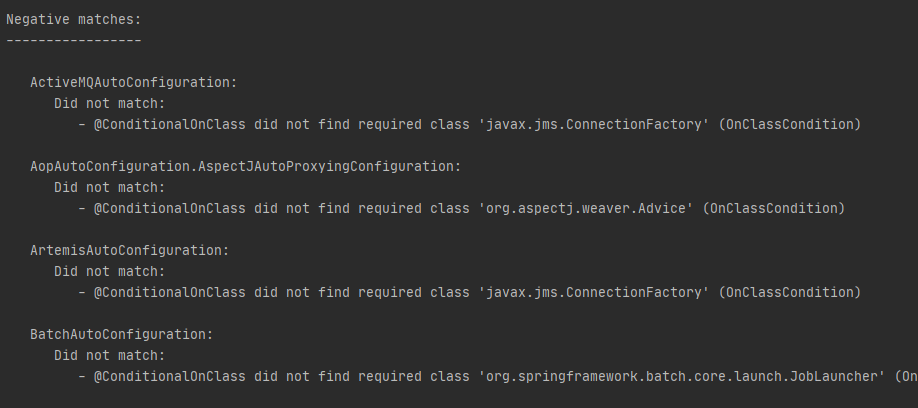 Negative matches:
-----------------
ActiveMQAutoConfiguration:
Did not match:
- @ConditionalOnClass did not find required class 'javax.jms.ConnectionFactory' (OnClassCondition)
AopAutoConfiguration.AspectJAutoProxyingConfiguration:
Did not match:
- @ConditionalOnClass did not find required class 'org.aspectj.weaver.Advice' (OnClassCondition)
ArtemisAutoConfiguration:
Did not match:
- @ConditionalOnClass did not find required class 'javax.jms.ConnectionFactory' (OnClassCondition)
BatchAutoConfiguration:
Did not match:
- @ConditionalOnClass did not find required class 'org.springframework.batch.core.launch.JobLauncher' (On